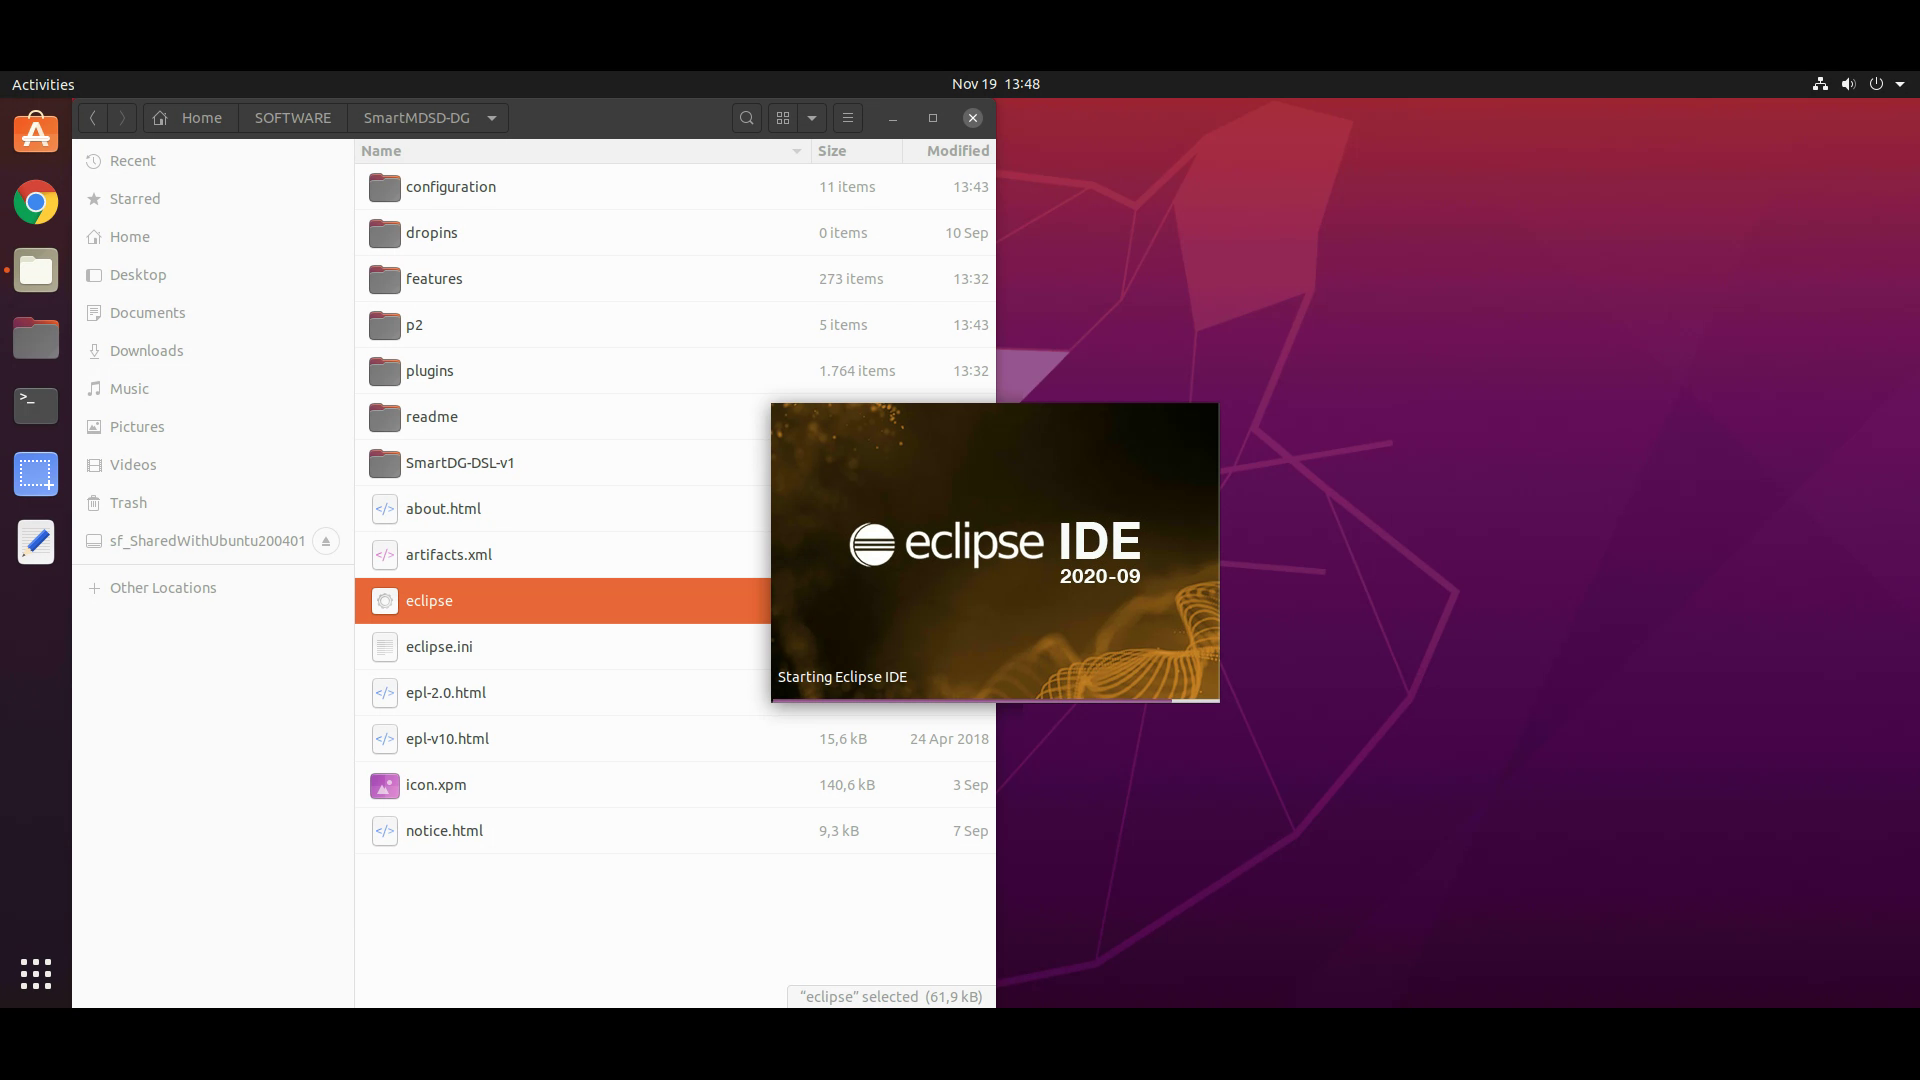 Activities
Nov 19 13:48
Home
SOFTWARE
SmartMDSD-DG
Name
Size
Modified
Recent
Starred
Home
Desktop
Documents
Downloads
Music
Pictures
Videos
Trash
sf_SharedWithUbuntu200401
Other Locations
configuration 11 items 13:43
dropins 0 items 10 Sep
features 273 items 13:32
p2 5 items 13:43
plugins 1.764 items 13:32
readme
SmartDG-DSL-v1
about.html
artifacts.xml
eclipse
eclipse.ini
epl-2.0.html
epl-v10.html 15,6 kB 24 Apr 2018
icon.xpm 140,6 kB 3 Sep
notice.html 9,3 kB 7 Sep
eclipse IDE
2020-09
Starting Eclipse IDE
“eclipse” selected (61,9 kB)